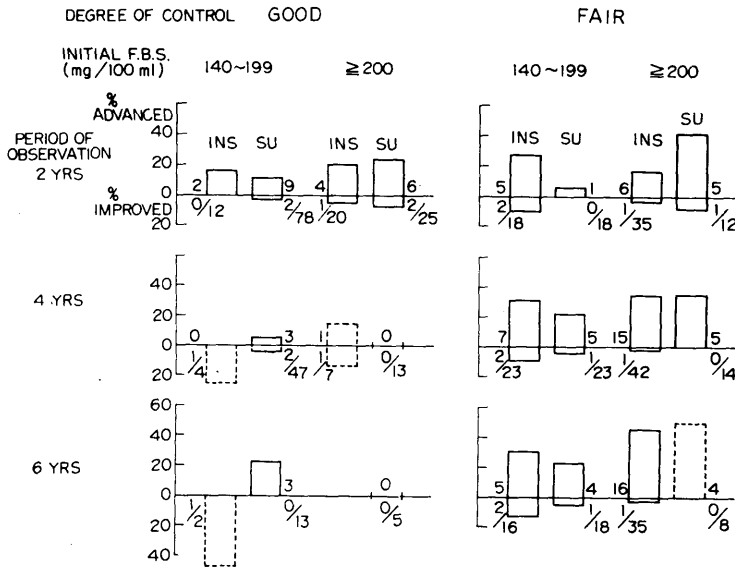 DEGREE OF CONTROL GOOD FAIR
INITIAL F.B.S.
(mg/100 ml) 140~199 ≧200 140~199 ≧200
%
ADVANCED
PERIOD OF
OBSERVATION
2 YRS
60
40
20
0
%
IMPROVED
20
INS SU INS SU INS SU INS SU
2 9 4 6 5 1 6 5
0/12 2/78 1/20 2/25 2/18 0/18 1/35 1/12
4 YRS
60
40
20
0
20
0 3 1 0 7 5 15 5
1/4 2/47 1/7 0/13 2/23 1/23 1/42 0/14
6 YRS
60
40
20
0
20
40
3 0 5 4 16 4
1/2 0/13 0/5 2/16 1/18 1/35 0/8